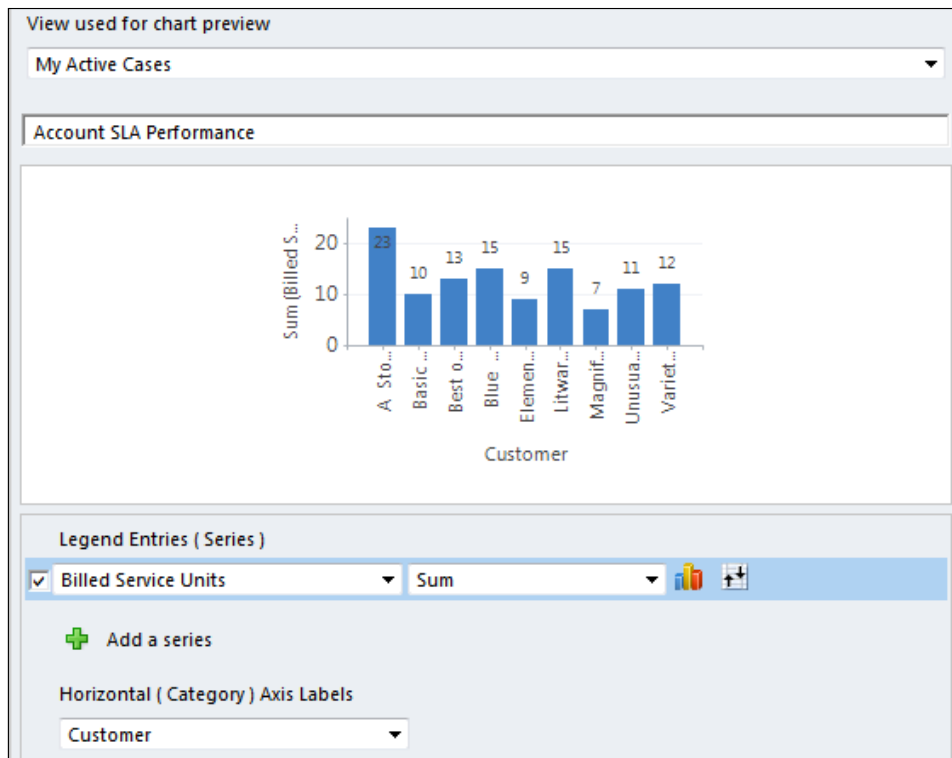 View used for chart preview
My Active Cases
Account SLA Performance
Sum (Billed S...
20
10
0
23
10
13
15
9
15
7
11
12
A Sto...
Basic ...
Best o...
Blue ...
Elemen...
Litwar...
Magnif...
Unusua...
Variet...
Customer
Legend Entries ( Series )
Billed Service Units Sum
Add a series
Horizontal ( Category ) Axis Labels
Customer